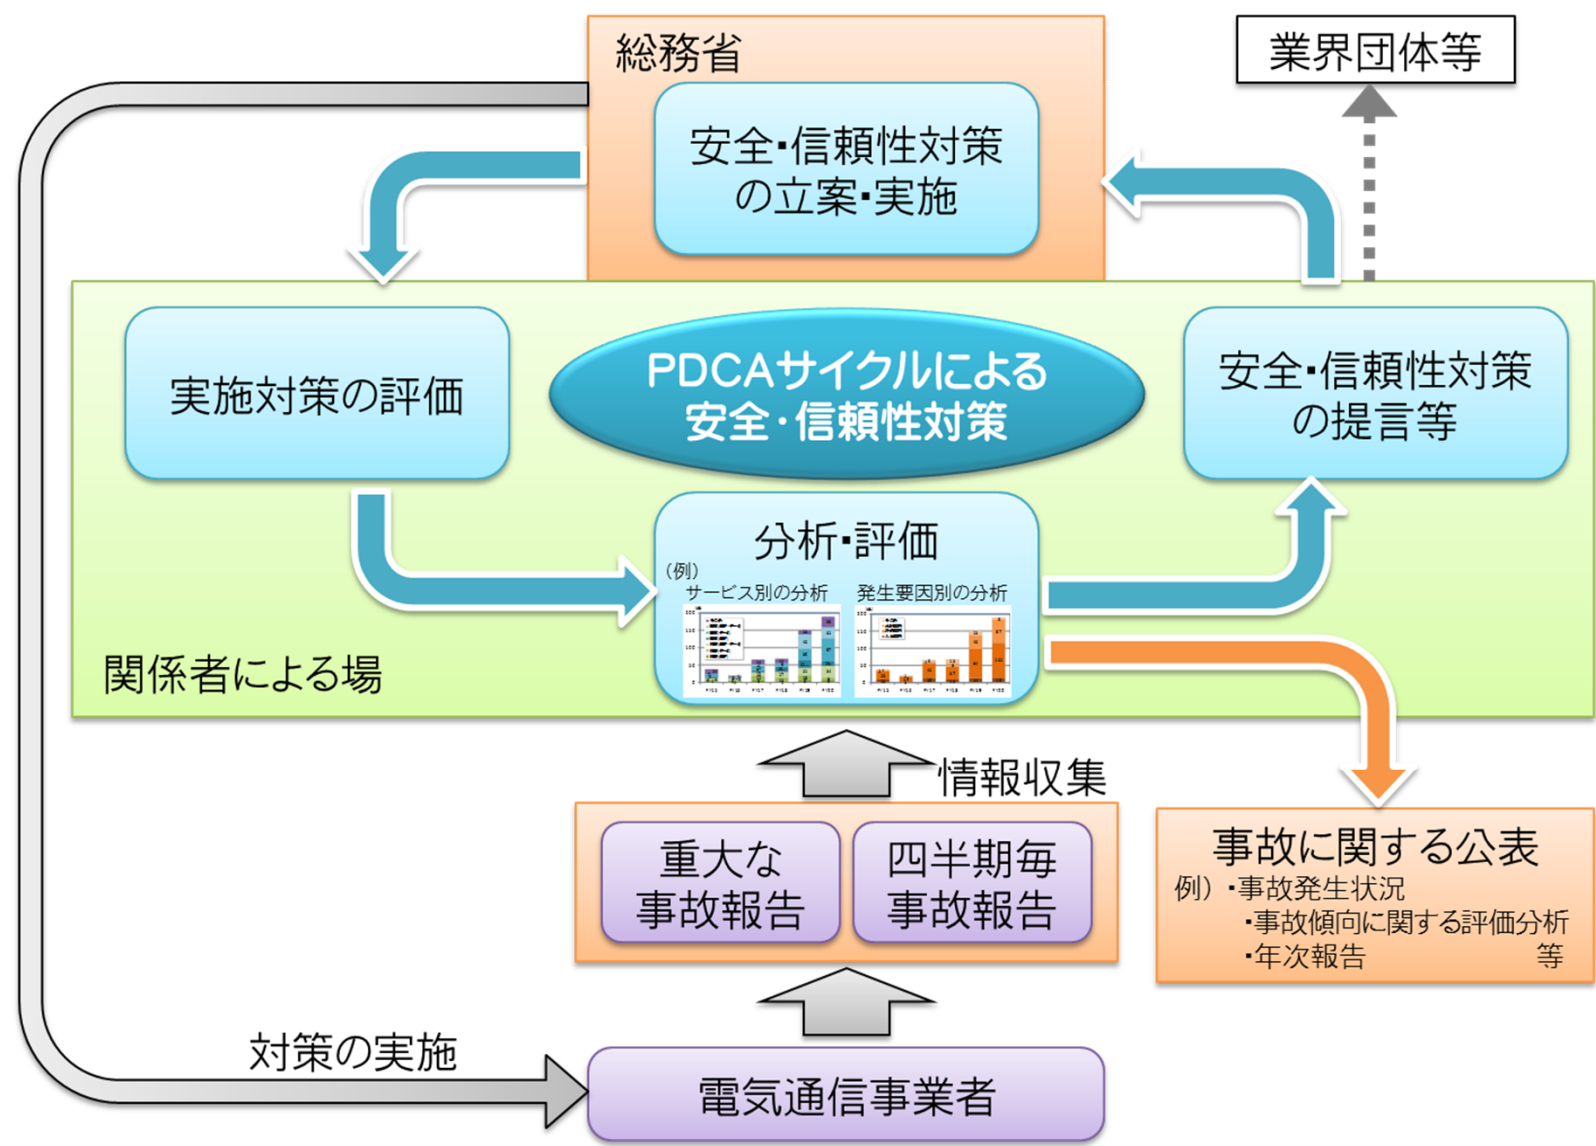 総務省
業界団体等
安全・信頼性対策
の立案・実施
実施対策の評価
PDCAサイクルによる
安全・信頼性対策
安全・信頼性対策
の提言等
分析・評価
(例)
サービス別の分析
発生要因別の分析
関係者による場
情報収集
重大な
事故報告
四半期毎
事故報告
事故に関する公表
例）・事故発生状況
・事故傾向に関する評価分析
・年次報告 等
対策の実施
電気通信事業者